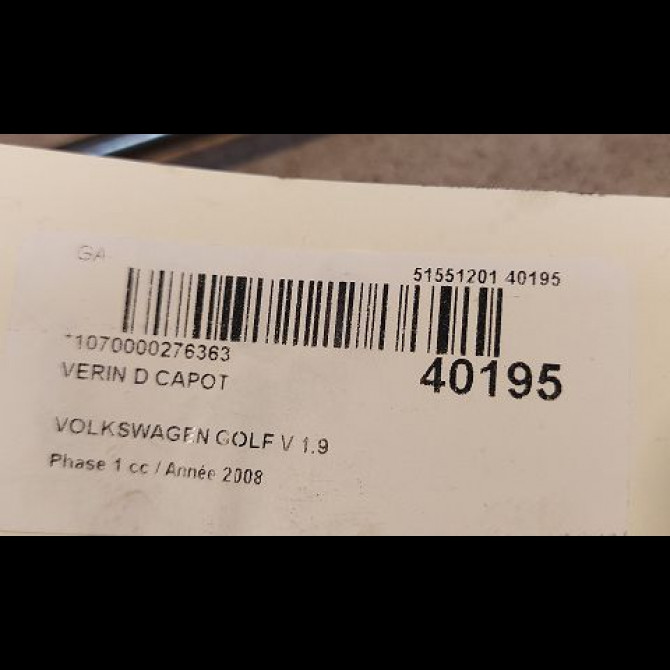 GA
51551201 40195
*1070000276363
40195
VERIN D CAPOT
VOLKSWAGEN GOLF V 1.9
Phase 1 cc / Année 2008